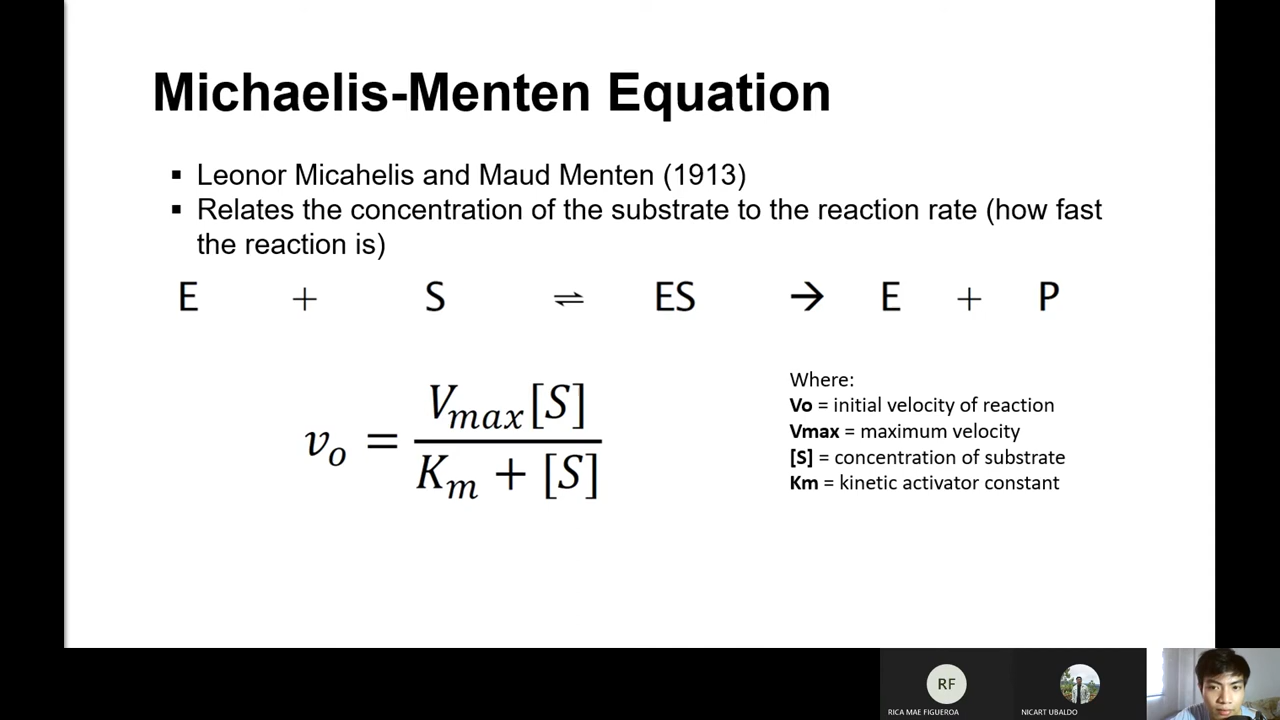 Michaelis-Menten Equation
▪ Leonor Micahelis and Maud Menten (1913)
▪ Relates the concentration of the substrate to the reaction rate (how fast
the reaction is)
E + S ⇌ ES → E + P
v_o = V_max[S] / K_m + [S]
Where:
Vo = initial velocity of reaction
Vmax = maximum velocity
[S] = concentration of substrate
Km = kinetic activator constant
RF
RICA MAE FIGUEROA
NICART UBALDO